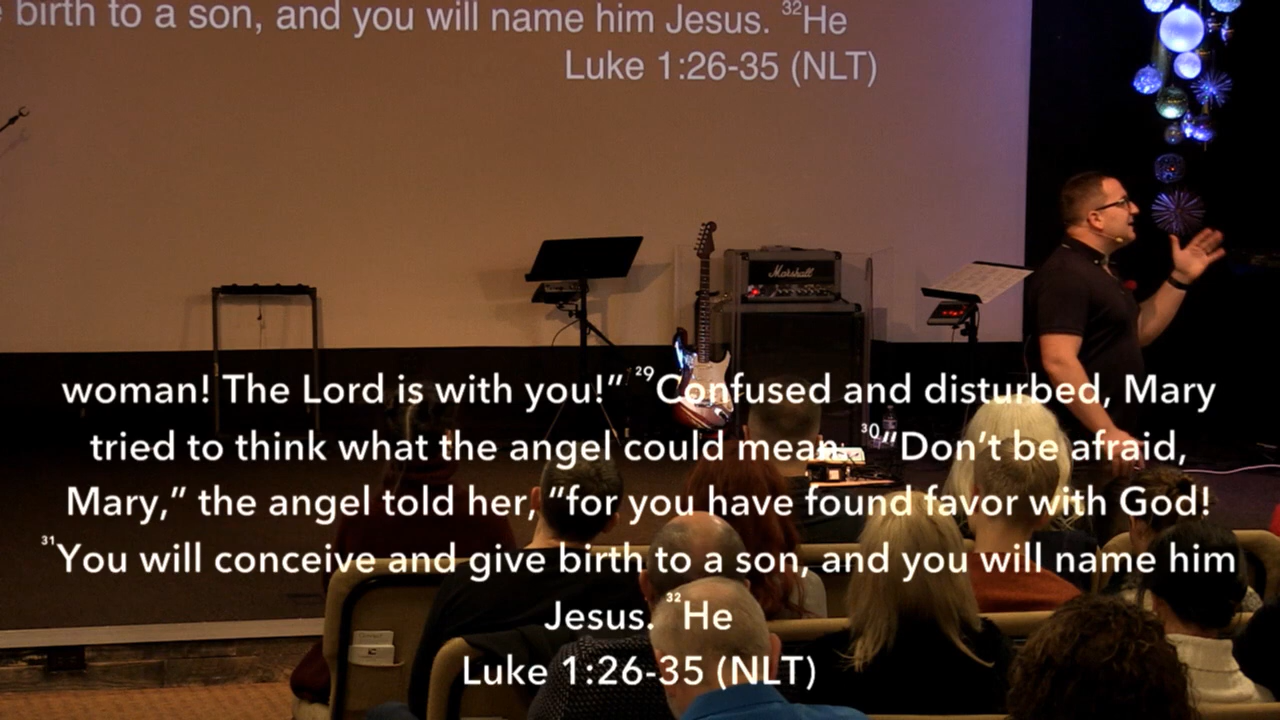 birth to a son, and you will name him Jesus. ³²He
Luke 1:26-35 (NLT)
Marshall
woman! The Lord is with you!” ²⁹Confused and disturbed, Mary
tried to think what the angel could mean. ³⁰“Don’t be afraid,
Mary,” the angel told her, “for you have found favor with God!
³¹You will conceive and give birth to a son, and you will name him
Jesus. ³²He
Luke 1:26-35 (NLT)